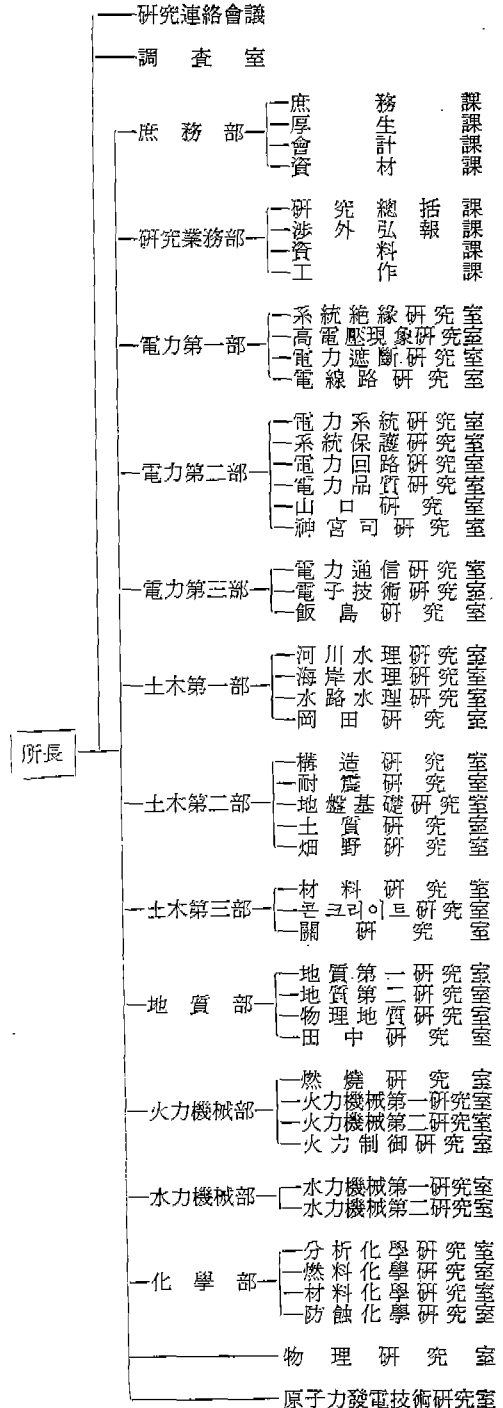 研究連絡會議
調査室
庶務部
庶務課
厚生課
會計課
資材課
研究業務部
研究總括課
涉外弘報課
資料課
工作課
電力第一部
系統絶緣研究室
高電壓現象研究室
電力遮斷研究室
電線路研究室
電力第二部
電力系統研究室
系統保護研究室
電力回路研究室
電力品質研究室
山口研究室
神宮司研究室
電力第三部
電力通信研究室
電子技術研究室
飯島研究室
土木第一部
河川水理研究室
海岸水理研究室
水路水理研究室
岡田研究室
所長
土木第二部
構造研究室
耐震研究室
地盤基礎研究室
土質研究室
畑野研究室
土木第三部
材料研究室
콘크리이트研究室
關研究室
地質部
地質第一研究室
地質第二研究室
物理地質研究室
田中研究室
火力機械部
燃燒研究室
火力機械第一研究室
火力機械第二研究室
火力制御研究室
水力機械部
水力機械第一研究室
水力機械第二研究室
化學部
分析化學研究室
燃料化學研究室
材料化學研究室
防蝕化學研究室
物理研究室
原子力發電技術研究室